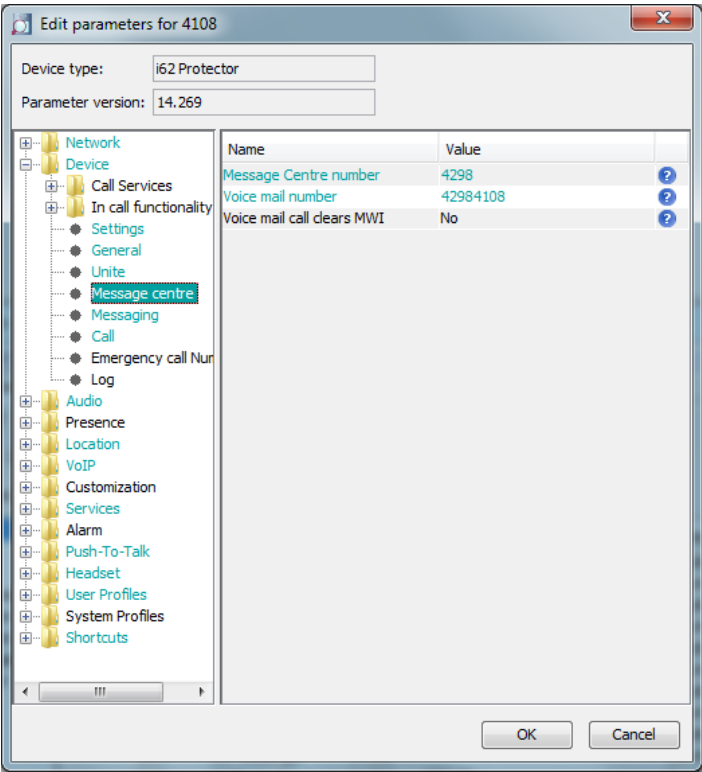 Edit parameters for 4108
Device type: i62 Protector
Parameter version: 14.269
Network
Device
Call Services
In call functionality
Settings
General
Unite
Message centre
Messaging
Call
Emergency call Nur
Log
Audio
Presence
Location
VoIP
Customization
Services
Alarm
Push-To-Talk
Headset
User Profiles
System Profiles
Shortcuts
Name Value
Message Centre number 4298
Voice mail number 42984108
Voice mail call clears MWI No
OK Cancel